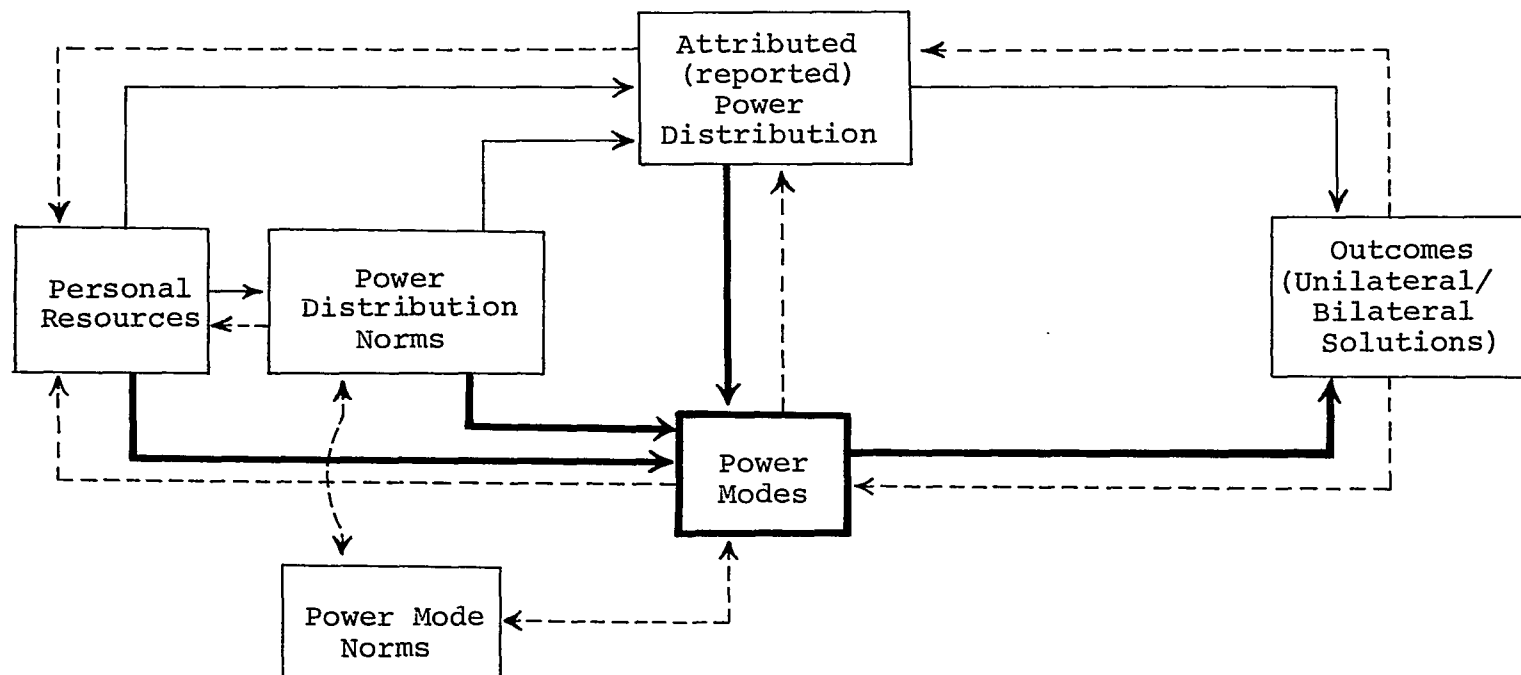 Attributed
(reported)
Power
Distribution
Personal
Resources
Power
Distribution
Norms
Outcomes
(Unilateral/
Bilateral
Solutions)
Power
Modes
Power Mode
Norms